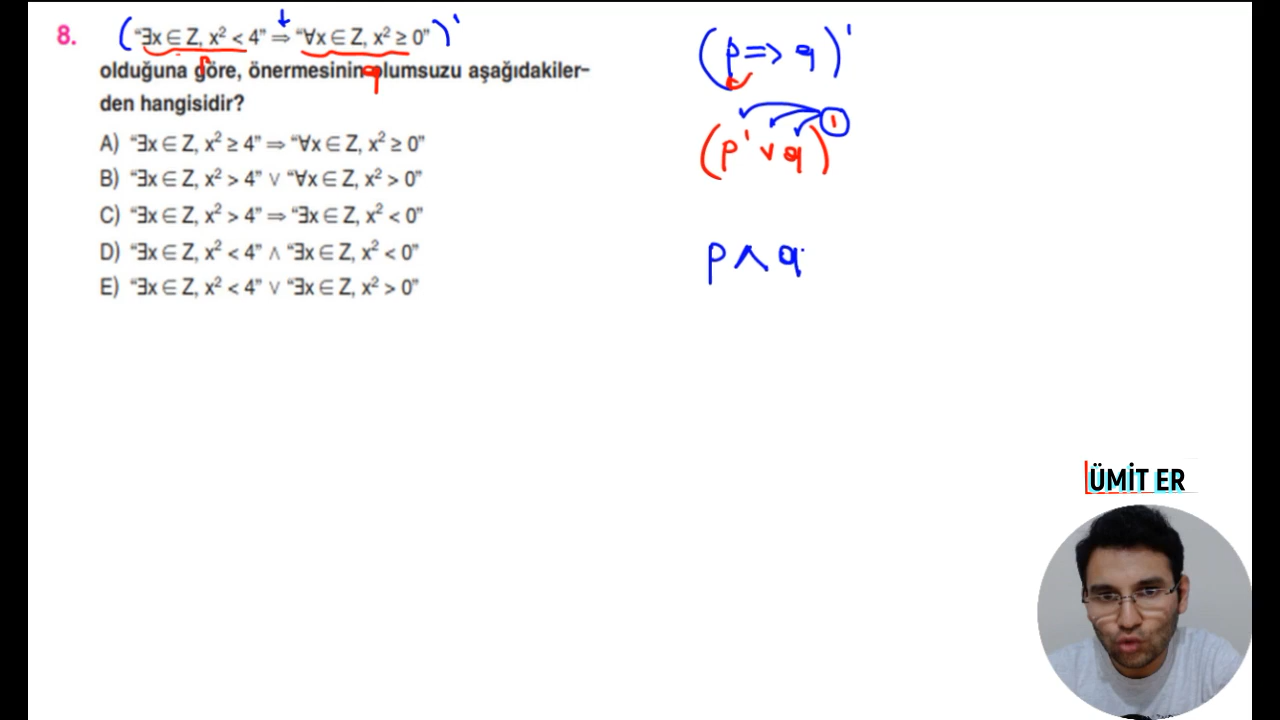 8. (“∃x ∈ Z, x² < 4” ⇒ “∀x ∈ Z, x² ≥ 0”)'
olduğuna göre, önermesinin olumsuzu aşağıdakiler-
den hangisidir?
A) “∃x ∈ Z, x² ≥ 4” ⇒ “∀x ∈ Z, x² ≥ 0”
B) “∃x ∈ Z, x² > 4” ∨ “∀x ∈ Z, x² > 0”
C) “∃x ∈ Z, x² > 4” ⇒ “∃x ∈ Z, x² < 0”
D) “∃x ∈ Z, x² < 4” ∧ “∃x ∈ Z, x² < 0”
E) “∃x ∈ Z, x² < 4” ∨ “∃x ∈ Z, x² > 0”
p
q
(p => q)'
(p' ∨ q)'
p ∧ q'
ÜMİT ER